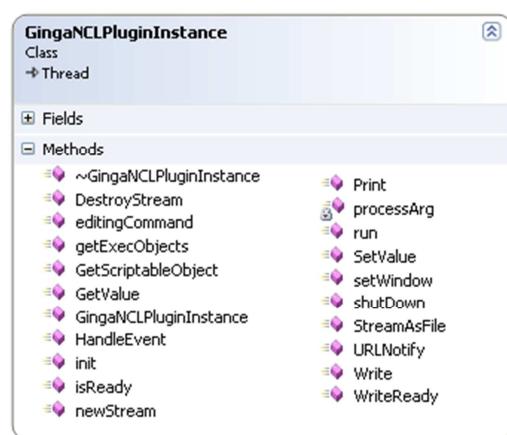 GingaNCLPluginInstance
Class
Thread
Fields
Methods
~GingaNCLPluginInstance
DestroyStream
editingCommand
getExecObjects
GetScriptableObject
GetValue
GingaNCLPluginInstance
HandleEvent
init
isReady
newStream
Print
processArg
run
SetValue
setWindow
shutDown
StreamAsFile
URLNotify
Write
WriteReady